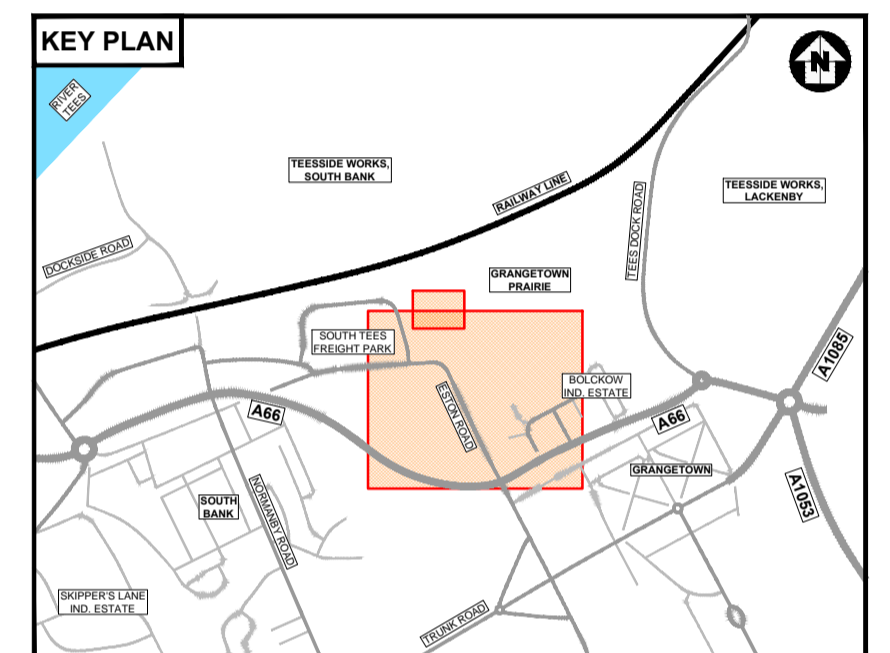 KEY PLAN
N
RIVER
TEES
TEESSIDE WORKS,
SOUTH BANK
TEESSIDE WORKS,
LACKENBY
RAILWAY LINE
TEES DOCK ROAD
DOCKSIDE ROAD
GRANGETOWN
PRAIRIE
SOUTH TEES
FREIGHT PARK
A1085
BOLCKOW
IND. ESTATE
ESTON ROAD
A66
A66
GRANGETOWN
A1053
SOUTH
BANK
NORMANBY ROAD
SKIPPER'S LANE
IND. ESTATE
TRUNK ROAD